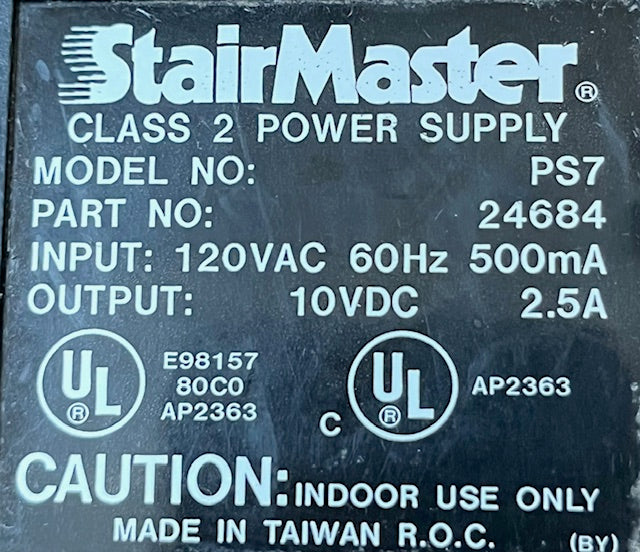 StairMaster®
CLASS 2 POWER SUPPLY
MODEL NO: PS7
PART NO: 24684
INPUT: 120VAC 60Hz 500mA
OUTPUT: 10VDC 2.5A
UL® E98157
80C0
AP2363
C UL® AP2363
CAUTION: INDOOR USE ONLY
MADE IN TAIWAN R.O.C. (BY)